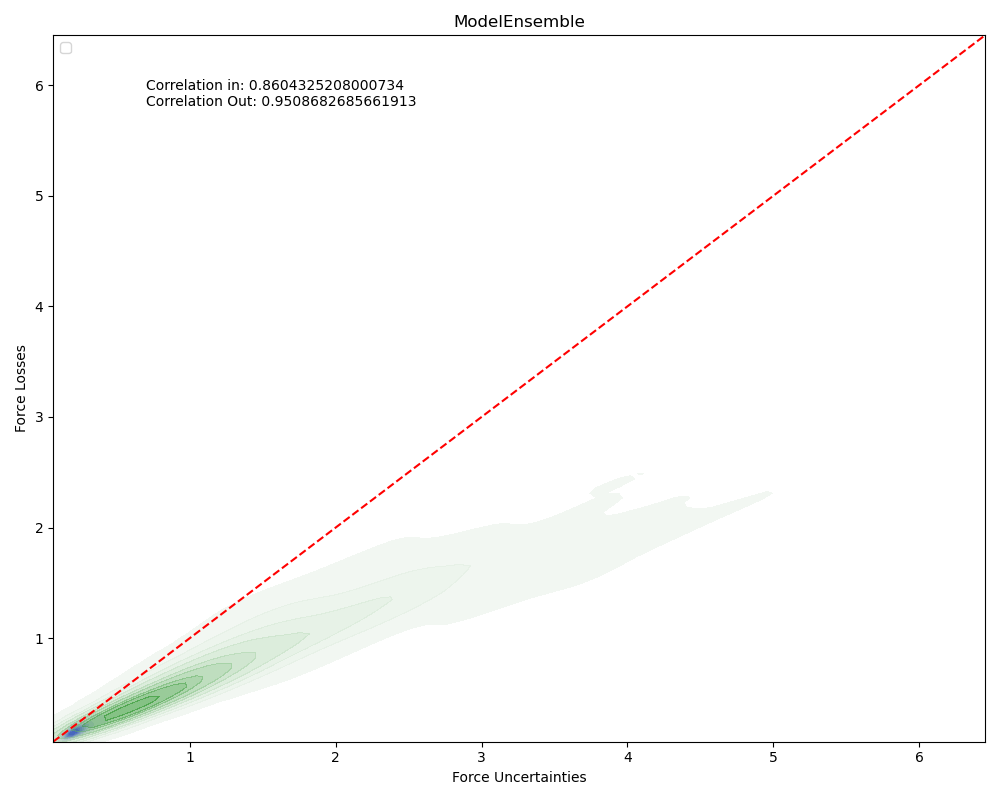 ModelEnsemble
Correlation in: 0.8604325208000734
Correlation Out: 0.9508682685661913
6
5
4
3
2
1
Force Losses
1 2 3 4 5 6
Force Uncertainties